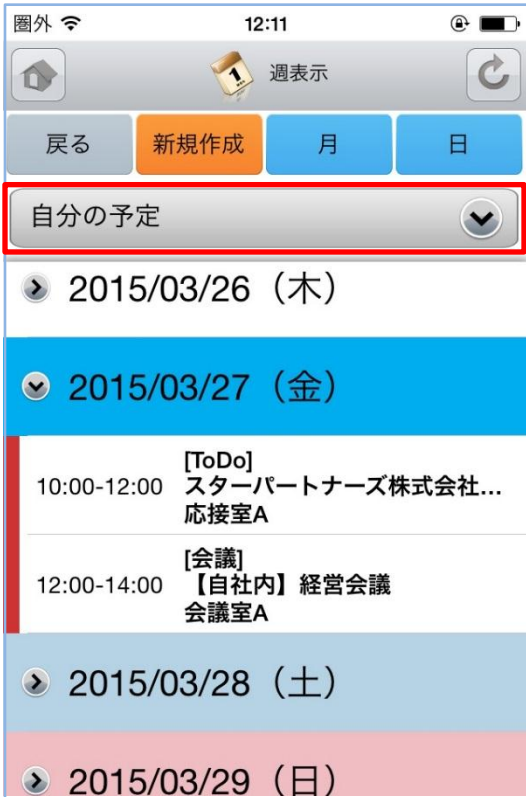 圏外 12:11
1 週表示
戻る 新規作成 月 日
自分の予定
2015/03/26（木）
2015/03/27（金）
[ToDo]
10:00-12:00 スターパートナーズ株式会社...
応接室A
[会議]
12:00-14:00 【自社内】経営会議
会議室A
2015/03/28（土）
2015/03/29（日）